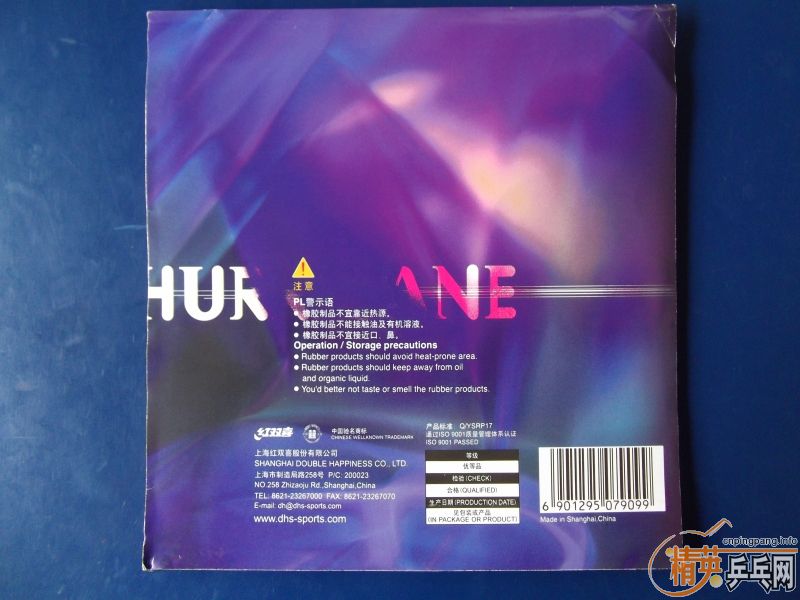 HUR ANE
注意
PL警示语
● 橡胶制品不宜靠近热源。
● 橡胶制品不能接触油及有机溶液。
● 橡胶制品不宜接近口、鼻。
Operation / Storage precautions
● Rubber products should avoid heat-prone area.
● Rubber products should keep away from oil
and organic liquid.
● You'd better not taste or smell the rubber products.
红双喜
中国驰名商标
CHINESE WELLANOWN TRADEMARK
上海红双喜股份有限公司
SHANGHAI DOUBLE HAPPINESS CO., LTD.
上海市制造局路258号 P/C: 200023
NO.258 Zhizaoju Rd.,Shanghai,China
TEL: 8621-23267000 FAX: 8621-23267070
E-mail: dh@dhs-sports.com
www.dhs-sports.com
产品标准 Q/YSRP17
通过ISO 9001质量管理体系认证
ISO 9001 PASSED
等级
优等品
检验(CHECK)
合格(QUALIFIED)
生产日期(PRODUCTION DATE)
见包装或产品
(IN PACKAGE OR PRODUCT)
6 901295 079099
Made in Shanghai,China
cnpingpang.info
精英乒乓网